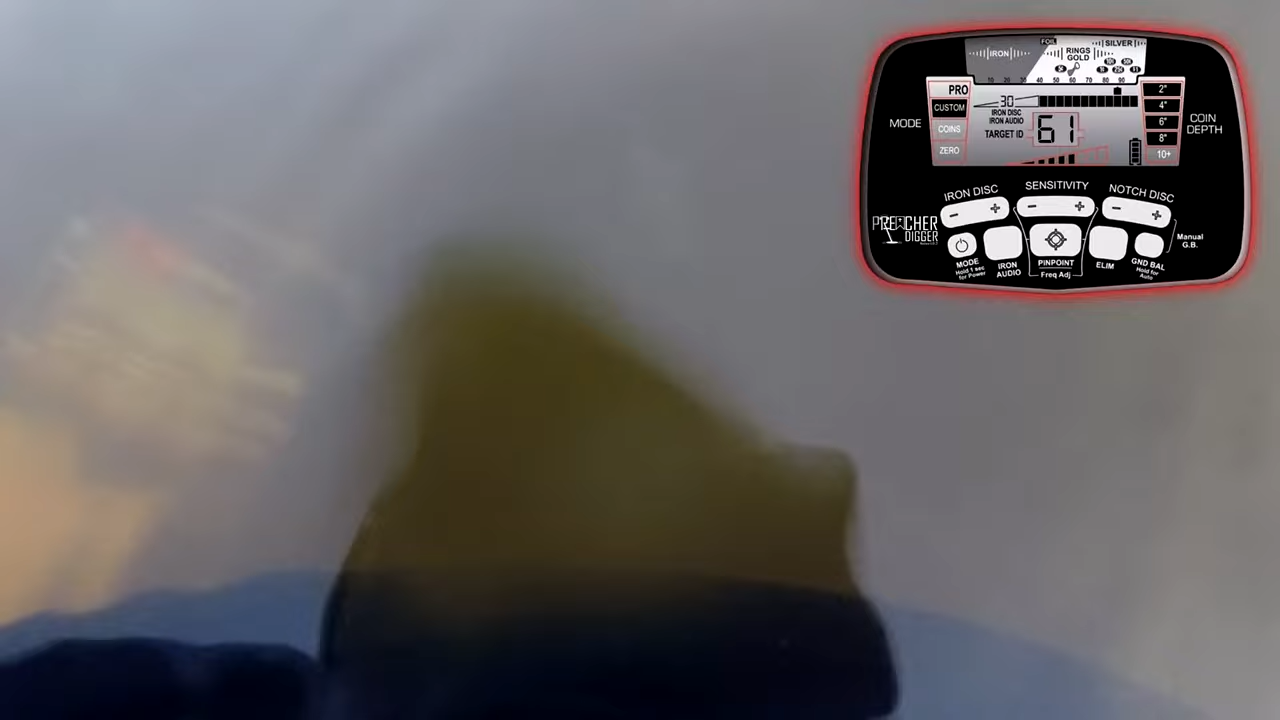 FOIL
IRON
SILVER
RINGS
GOLD
10 20 30 40 50 60 70 80 90
MODE
PRO
CUSTOM
COINS
ZERO
30
IRON DISC
IRON AUDIO
TARGET ID
61
2"
4"
6"
8"
10+
COIN
DEPTH
IRON DISC
SENSITIVITY
NOTCH DISC
- +
- +
- +
DIGGER
MODE
Hold 1 sec
for Power
IRON
AUDIO
PINPOINT
Freq Adj
ELIM
GND BAL
Hold for
Auto
Manual
G.B.